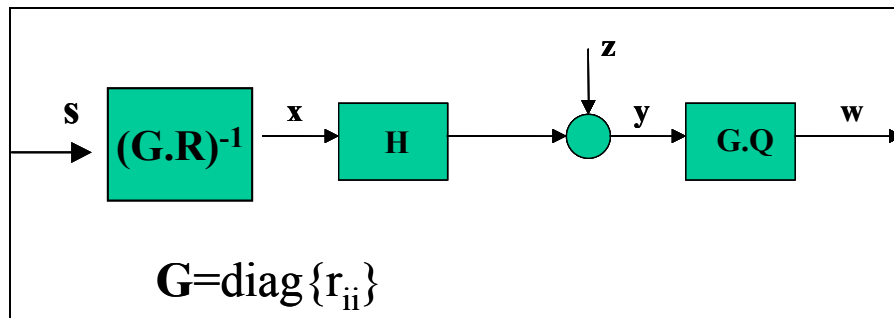 z
s x y w
(G.R)⁻¹ H G.Q
G=diag{rᵢᵢ}